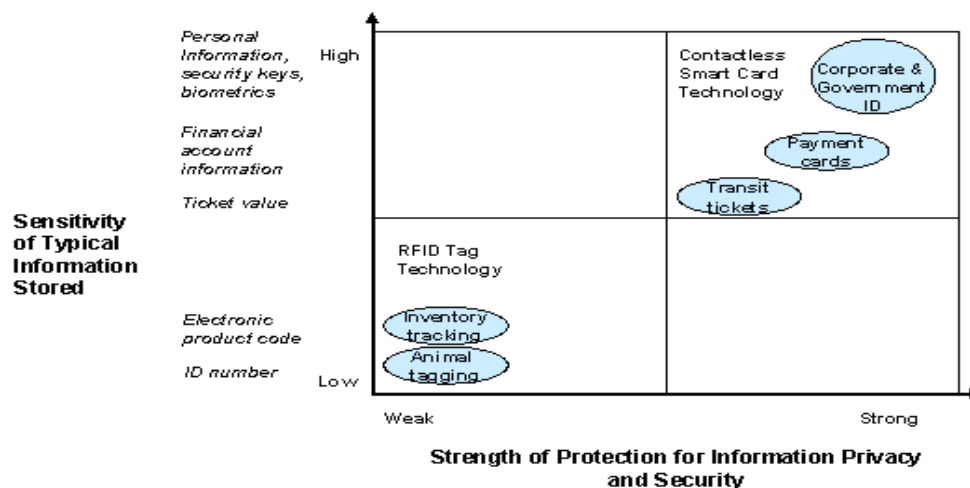 Personal
Information,
security keys,
biometrics
High
Contactless
Smart Card
Technology
Corporate &
Government
ID
Financial
account
information
Payment
cards
Ticket value
Transit
tickets
Sensitivity
of Typical
Information
Stored
RFID Tag
Technology
Electronic
product code
Inventory
tracking
ID number
Animal
tagging
Low
Weak
Strong
Strength of Protection for Information Privacy
and Security